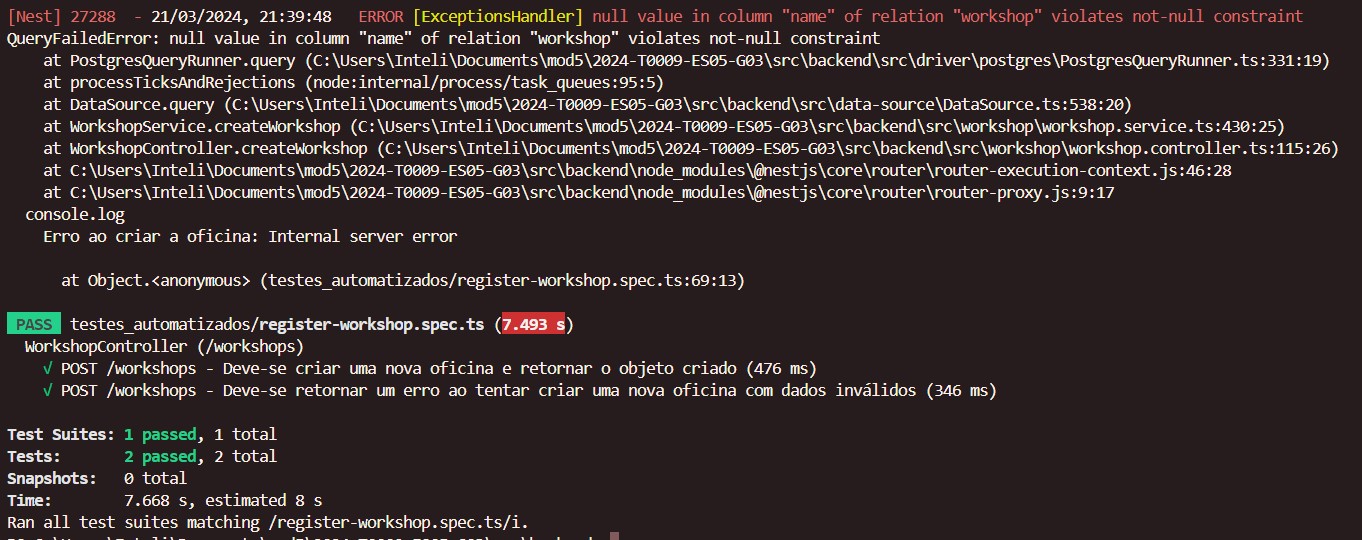 [Nest] 27288  - 21/03/2024, 21:39:48   ERROR [ExceptionsHandler] null value in column "name" of relation "workshop" violates not-null constraint
QueryFailedError: null value in column "name" of relation "workshop" violates not-null constraint
    at PostgresQueryRunner.query (C:\Users\Inteli\Documents\mod5\2024-T0009-ES05-G03\src\backend\src\driver\postgres\PostgresQueryRunner.ts:331:19)
    at processTicksAndRejections (node:internal/process/task_queues:95:5)
    at DataSource.query (C:\Users\Inteli\Documents\mod5\2024-T0009-ES05-G03\src\backend\src\data-source\DataSource.ts:538:20)
    at WorkshopService.createWorkshop (C:\Users\Inteli\Documents\mod5\2024-T0009-ES05-G03\src\backend\src\workshop\workshop.service.ts:430:25)
    at WorkshopController.createWorkshop (C:\Users\Inteli\Documents\mod5\2024-T0009-ES05-G03\src\backend\src\workshop\workshop.controller.ts:115:26)
    at C:\Users\Inteli\Documents\mod5\2024-T0009-ES05-G03\src\backend\node_modules\@nestjs\core\router\router-execution-context.js:46:28
    at C:\Users\Inteli\Documents\mod5\2024-T0009-ES05-G03\src\backend\node_modules\@nestjs\core\router\router-proxy.js:9:17
  console.log
    Erro ao criar a oficina: Internal server error
      at Object.<anonymous> (testes_automatizados/register-workshop.spec.ts:69:13)
PASS testes_automatizados/register-workshop.spec.ts (7.493 s)
  WorkshopController (/workshops)
    √ POST /workshops - Deve-se criar uma nova oficina e retornar o objeto criado (476 ms)
    √ POST /workshops - Deve-se retornar um erro ao tentar criar uma nova oficina com dados inválidos (346 ms)
Test Suites: 1 passed, 1 total
Tests:       2 passed, 2 total
Snapshots:   0 total
Time:        7.668 s, estimated 8 s
Ran all test suites matching /register-workshop.spec.ts/i.